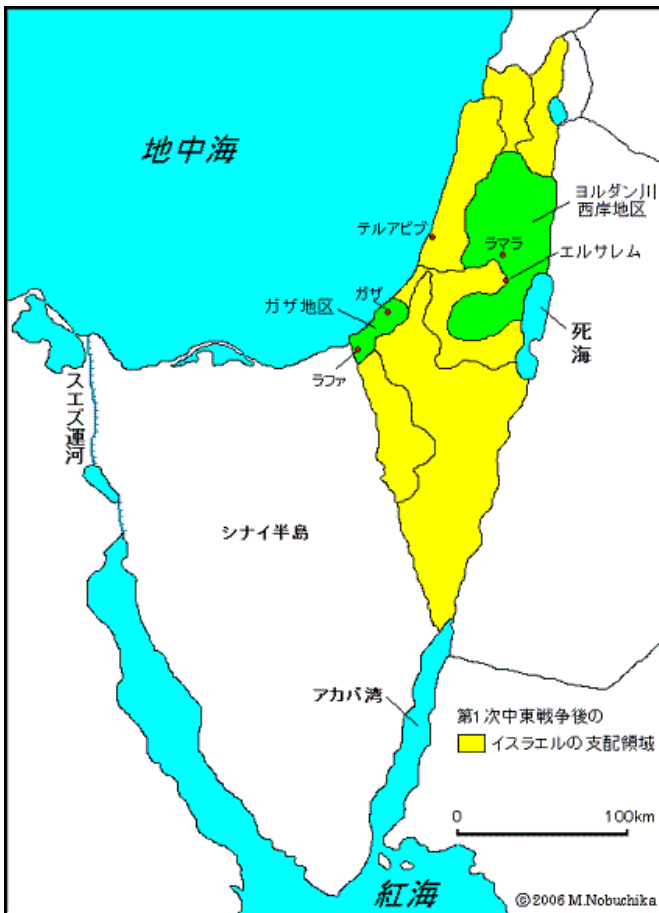 地中海
ヨルダン川
西岸地区
テルアビブ
ラマラ
エルサレム
ガザ
ガザ地区
死海
ラファ
スエズ運河
シナイ半島
アカバ湾
第1次中東戦争後の
イスラエルの支配領域
0 100km
紅海
©2006 M.Nobuchika